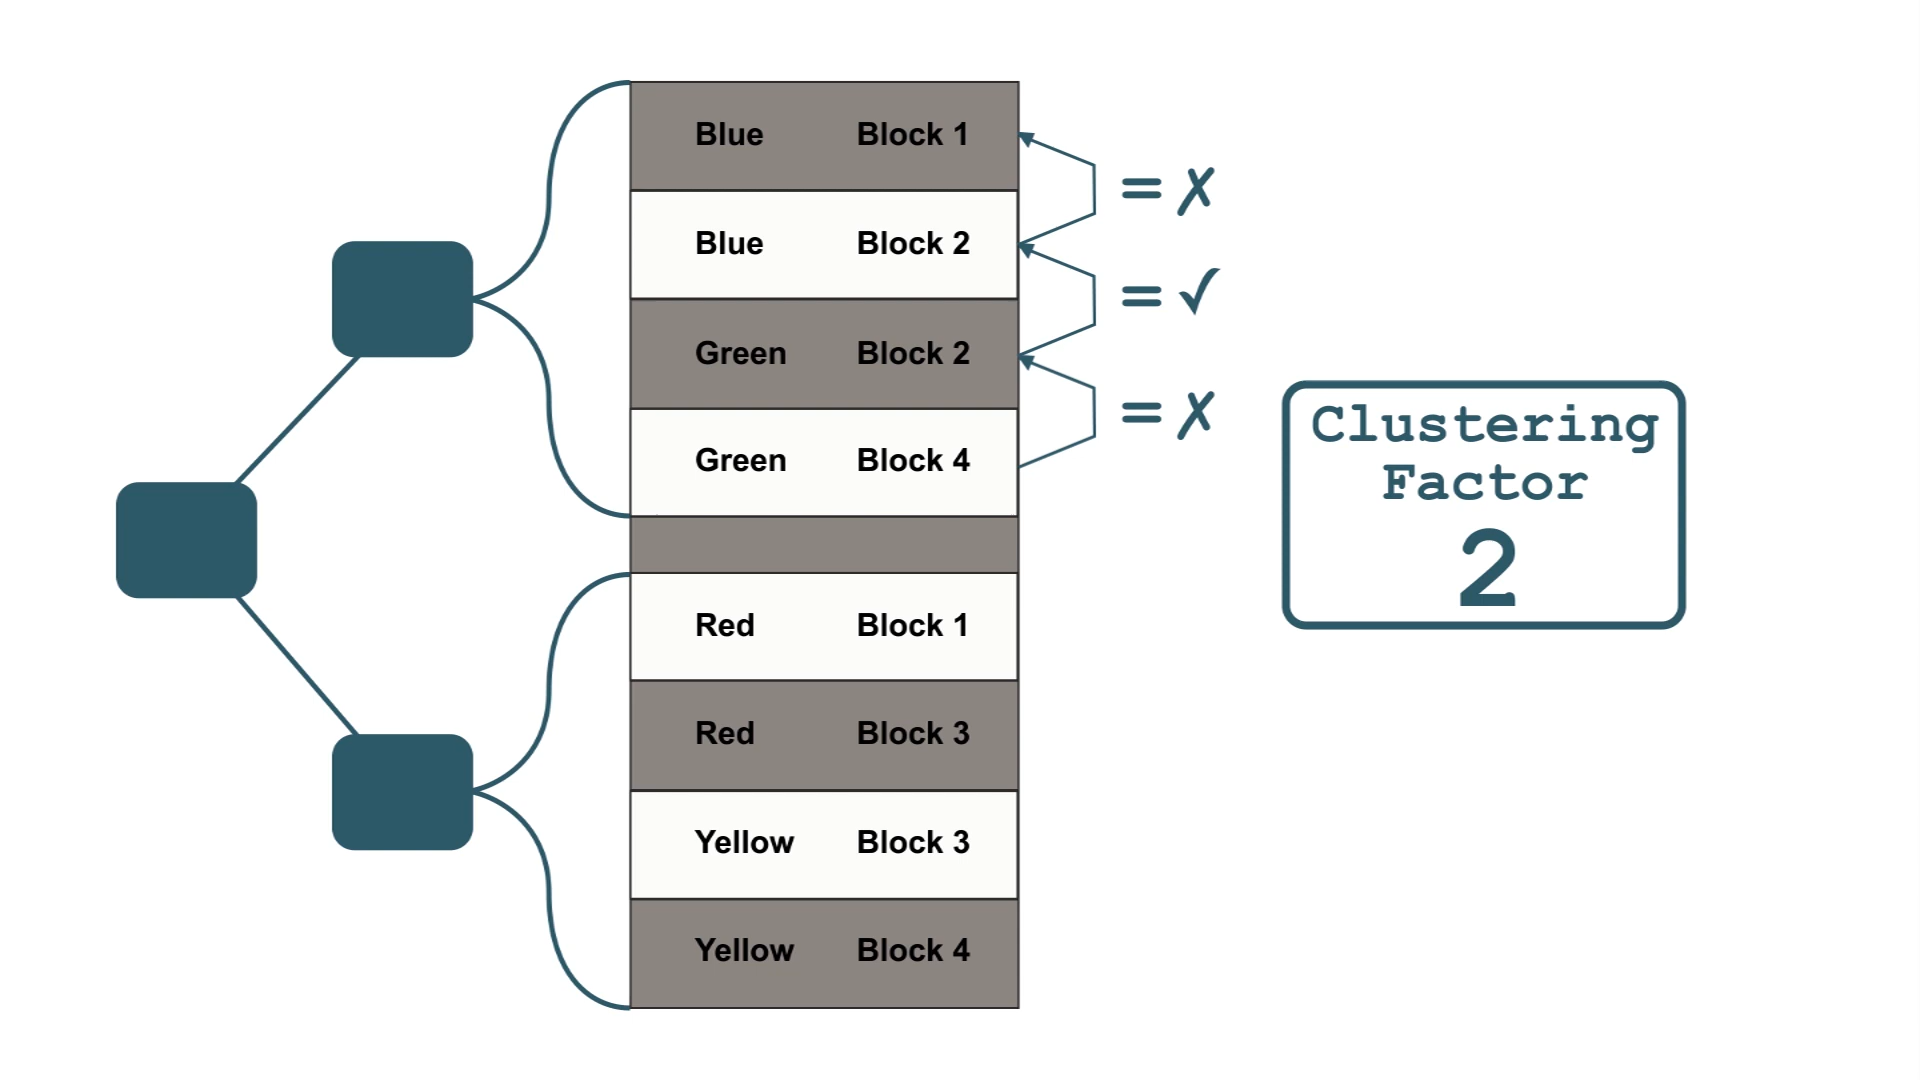 Blue Block 1
= ✗
Blue Block 2
= ✓
Green Block 2
= ✗
Green Block 4
Red Block 1
Red Block 3
Yellow Block 3
Yellow Block 4
Clustering
Factor
2